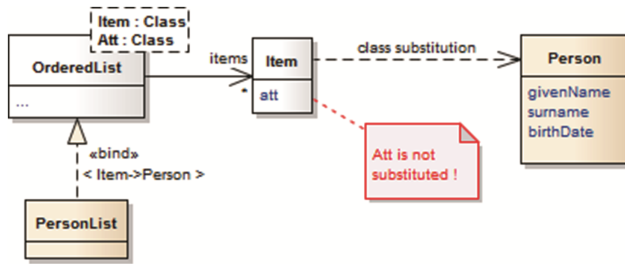 Item : Class
Att : Class
OrderedList
...
items
*
Item
att
class substitution
Person
givenName
surname
birthDate
«bind»
< Item->Person >
Att is not
substituted !
PersonList